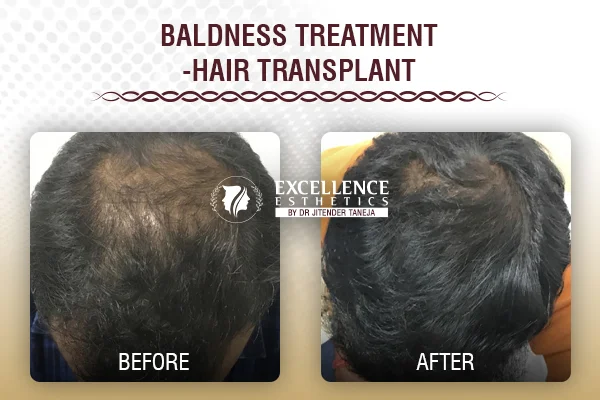 BALDNESS TREATMENT
-HAIR TRANSPLANT
EXCELLENCE
ESTHETICS
BY DR JITENDER TANEJA
BEFORE
AFTER